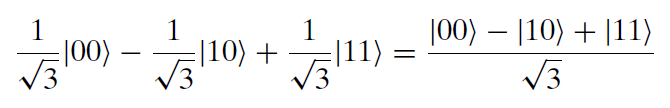 1/√3|00⟩ − 1/√3|10⟩ + 1/√3|11⟩ = (|00⟩ − |10⟩ + |11⟩)/√3